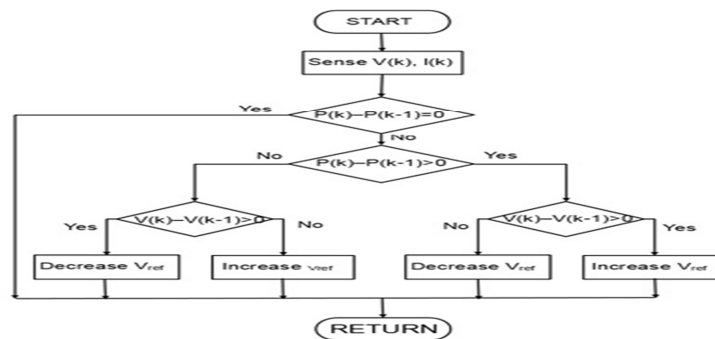 START
Sense V(k), I(k)
Yes
P(k)–P(k-1)=0
No
No
P(k)–P(k-1)>0
Yes
Yes
V(k)–V(k-1)>0
No
No
V(k)–V(k-1)>0
Yes
Decrease Vref
Increase Vref
Decrease Vref
Increase Vref
RETURN